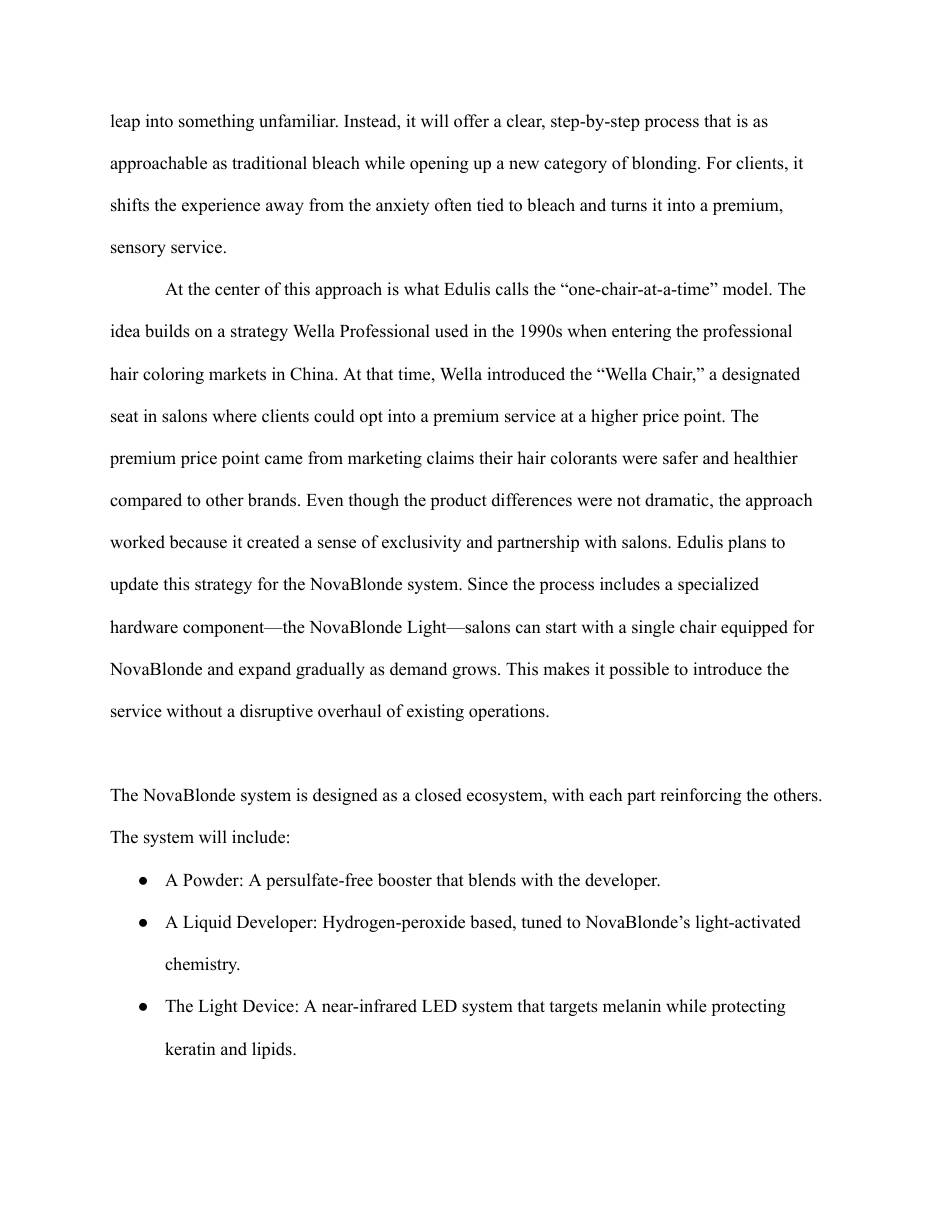 leap into something unfamiliar. Instead, it will offer a clear, step-by-step process that is as
approachable as traditional bleach while opening up a new category of blonding. For clients, it
shifts the experience away from the anxiety often tied to bleach and turns it into a premium,
sensory service.
At the center of this approach is what Edulis calls the “one-chair-at-a-time” model. The
idea builds on a strategy Wella Professional used in the 1990s when entering the professional
hair coloring markets in China. At that time, Wella introduced the “Wella Chair,” a designated
seat in salons where clients could opt into a premium service at a higher price point. The
premium price point came from marketing claims their hair colorants were safer and healthier
compared to other brands. Even though the product differences were not dramatic, the approach
worked because it created a sense of exclusivity and partnership with salons. Edulis plans to
update this strategy for the NovaBlonde system. Since the process includes a specialized
hardware component—the NovaBlonde Light—salons can start with a single chair equipped for
NovaBlonde and expand gradually as demand grows. This makes it possible to introduce the
service without a disruptive overhaul of existing operations.
The NovaBlonde system is designed as a closed ecosystem, with each part reinforcing the others.
The system will include:
● A Powder: A persulfate-free booster that blends with the developer.
● A Liquid Developer: Hydrogen-peroxide based, tuned to NovaBlonde’s light-activated
chemistry.
● The Light Device: A near-infrared LED system that targets melanin while protecting
keratin and lipids.